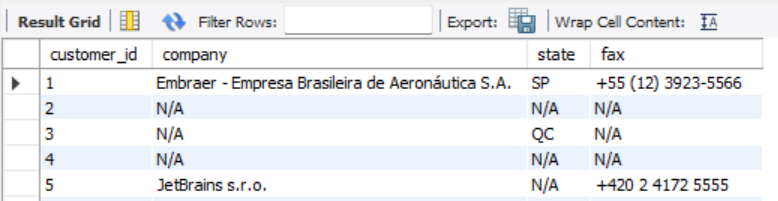 Result Grid Filter Rows: Export: Wrap Cell Content: IA
customer_id company state fax
1 Embraer - Empresa Brasileira de Aeronáutica S.A. SP +55 (12) 3923-5566
2 N/A N/A N/A
3 N/A QC N/A
4 N/A N/A N/A
5 JetBrains s.r.o. N/A +420 2 4172 5555